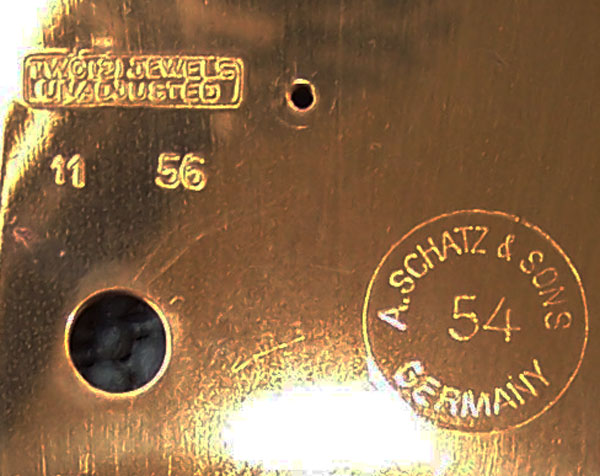 TWO (2) JEWELS
UNADJUSTED
11 56
A. SCHATZ & SONS
54
GERMANY